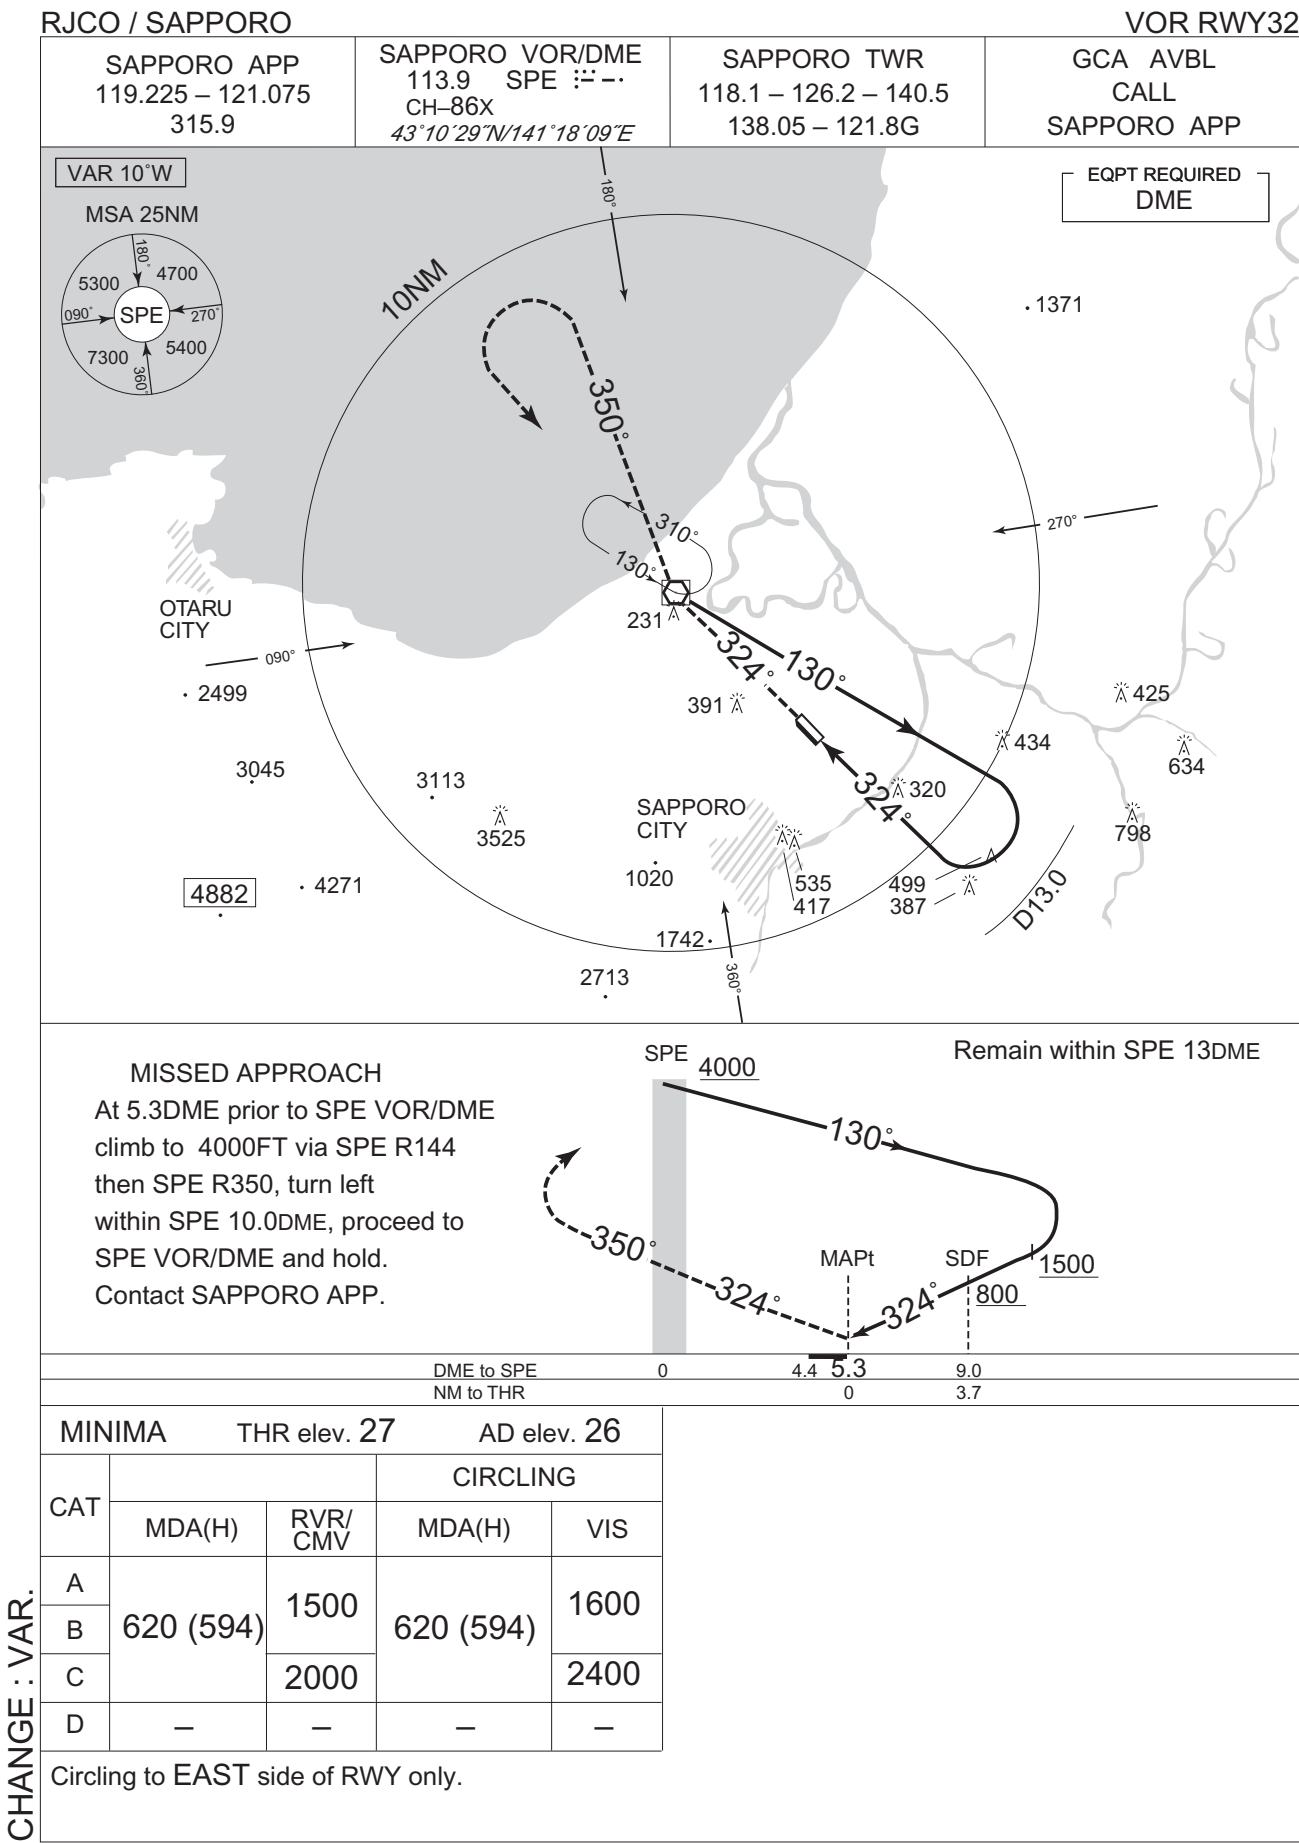 RJCO / SAPPORO
VOR RWY32
SAPPORO APP
119.225 – 121.075
315.9
SAPPORO VOR/DME
113.9 SPE
CH–86X
43°10´29˝N/141°18´09˝E
SAPPORO TWR
118.1 – 126.2 – 140.5
138.05 – 121.8G
GCA AVBL
CALL
SAPPORO APP
VAR 10°W
MSA 25NM
180°
5300
4700
090°
SPE
270°
7300
5400
360°
EQPT REQUIRED
DME
180°
10NM
1371
350°
270°
310°
130°
OTARU
CITY
231
090°
324°
130°
2499
391
425
434
634
3045
3113
320
324°
3525
SAPPORO
CITY
798
1020
4882
4271
535
417
499
387
D13.0
1742
360°
2713
MISSED APPROACH
At 5.3DME prior to SPE VOR/DME
climb to 4000FT via SPE R144
then SPE R350, turn left
within SPE 10.0DME, proceed to
SPE VOR/DME and hold.
Contact SAPPORO APP.
Remain within SPE 13DME
SPE
4000
130°
350°
324°
MAPt
SDF
1500
800
324°
DME to SPE 0 4.4 5.3 9.0
NM to THR 0 3.7
MINIMA THR elev. 27 AD elev. 26
CAT
CIRCLING
MDA(H)
RVR/
CMV
MDA(H)
VIS
A
B
C
620 (594)
1500
2000
620 (594)
1600
2400
D – – – –
Circling to EAST side of RWY only.
CHANGE : VAR.